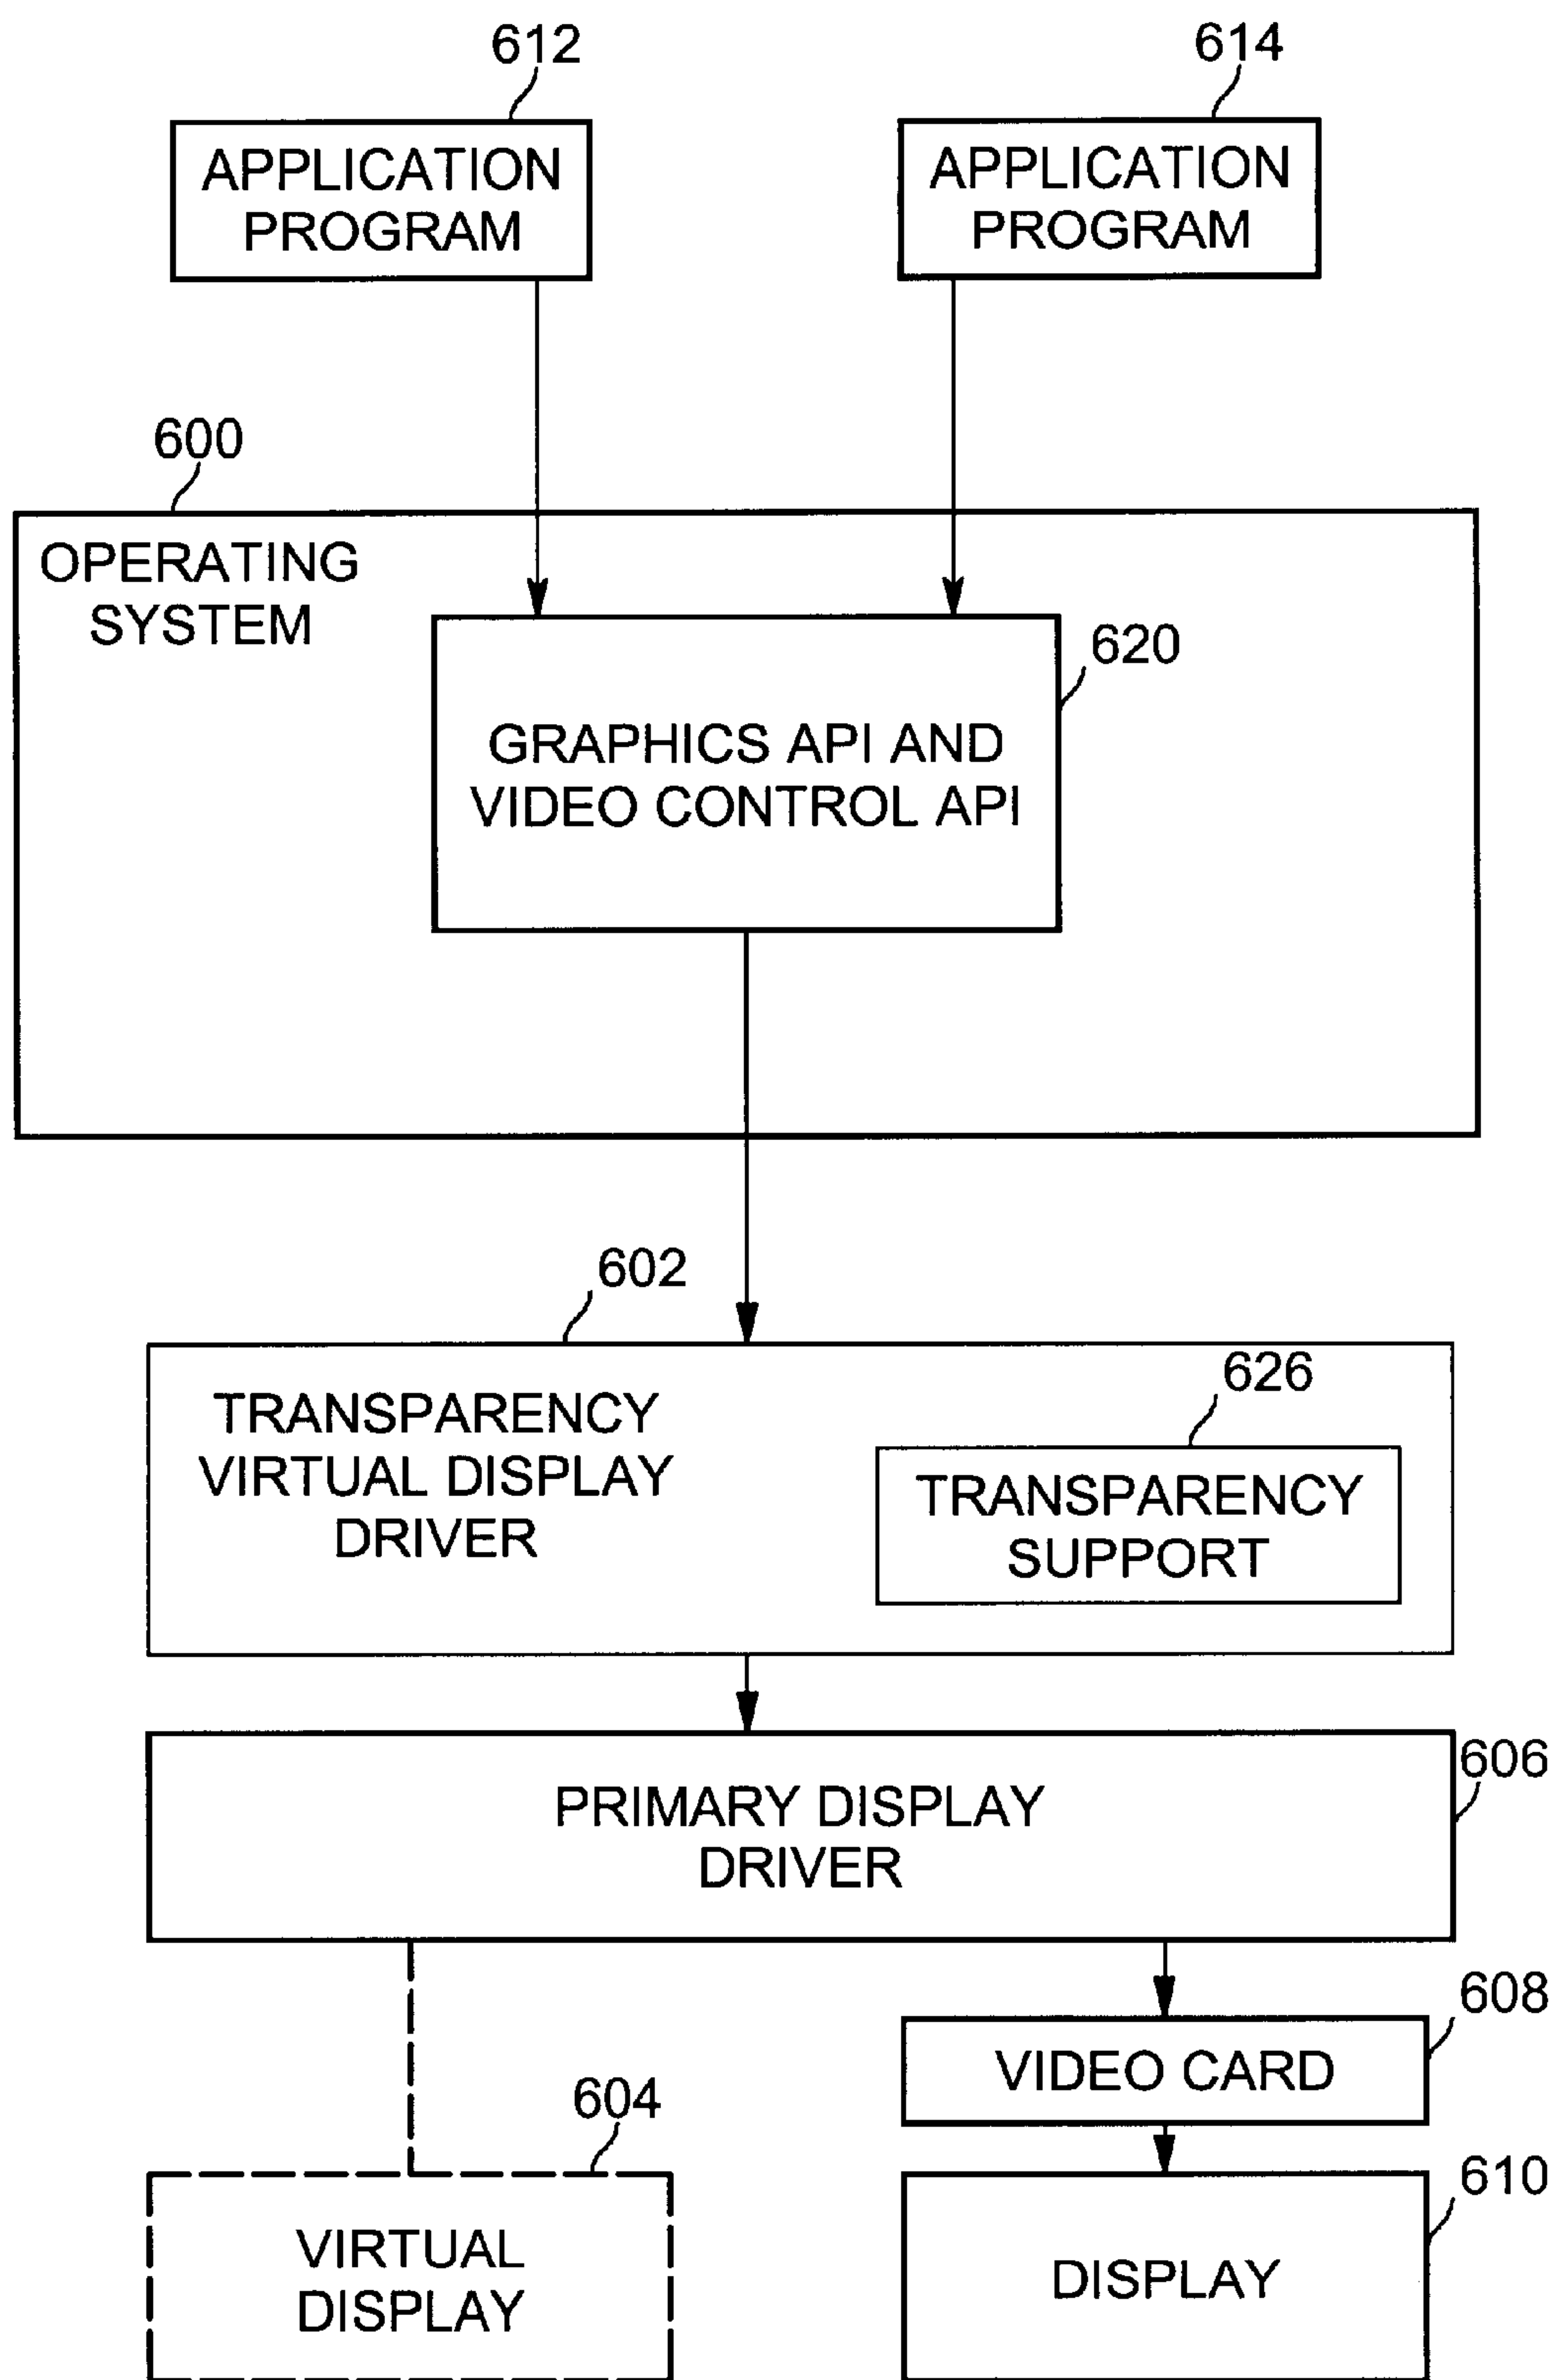 612
614
APPLICATION
PROGRAM
APPLICATION
PROGRAM
600
OPERATING
SYSTEM
620
GRAPHICS API AND
VIDEO CONTROL API
602
626
TRANSPARENCY
VIRTUAL DISPLAY
DRIVER
TRANSPARENCY
SUPPORT
606
PRIMARY DISPLAY
DRIVER
608
VIDEO CARD
604
610
VIRTUAL
DISPLAY
DISPLAY